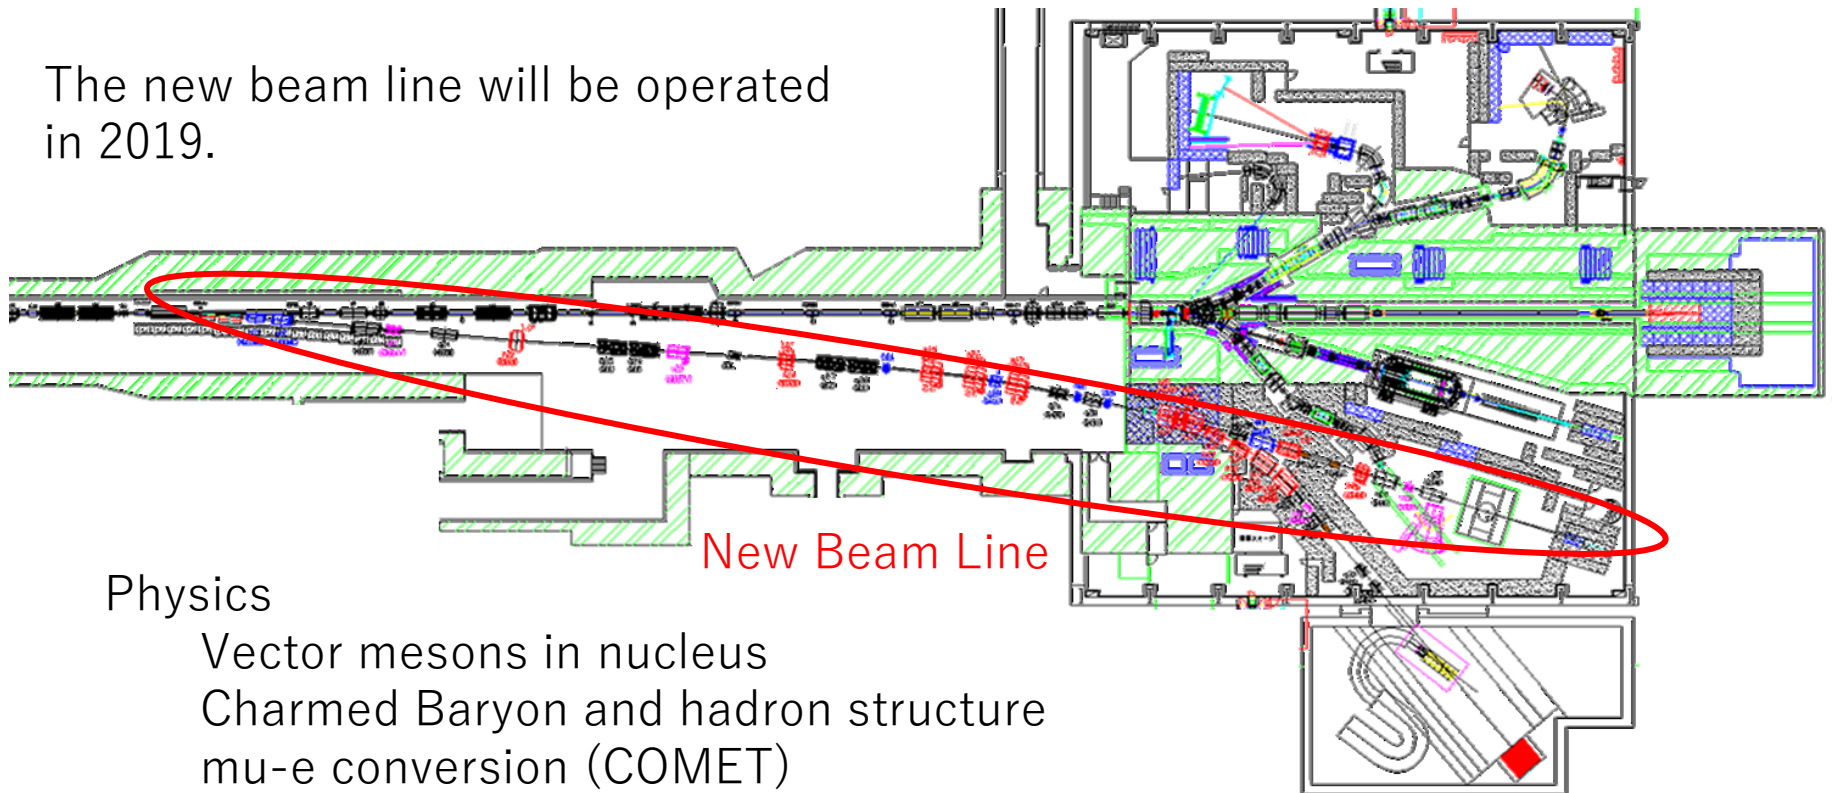 The new beam line will be operated
in 2019.
New Beam Line
Physics
Vector mesons in nucleus
Charmed Baryon and hadron structure
mu-e conversion (COMET)